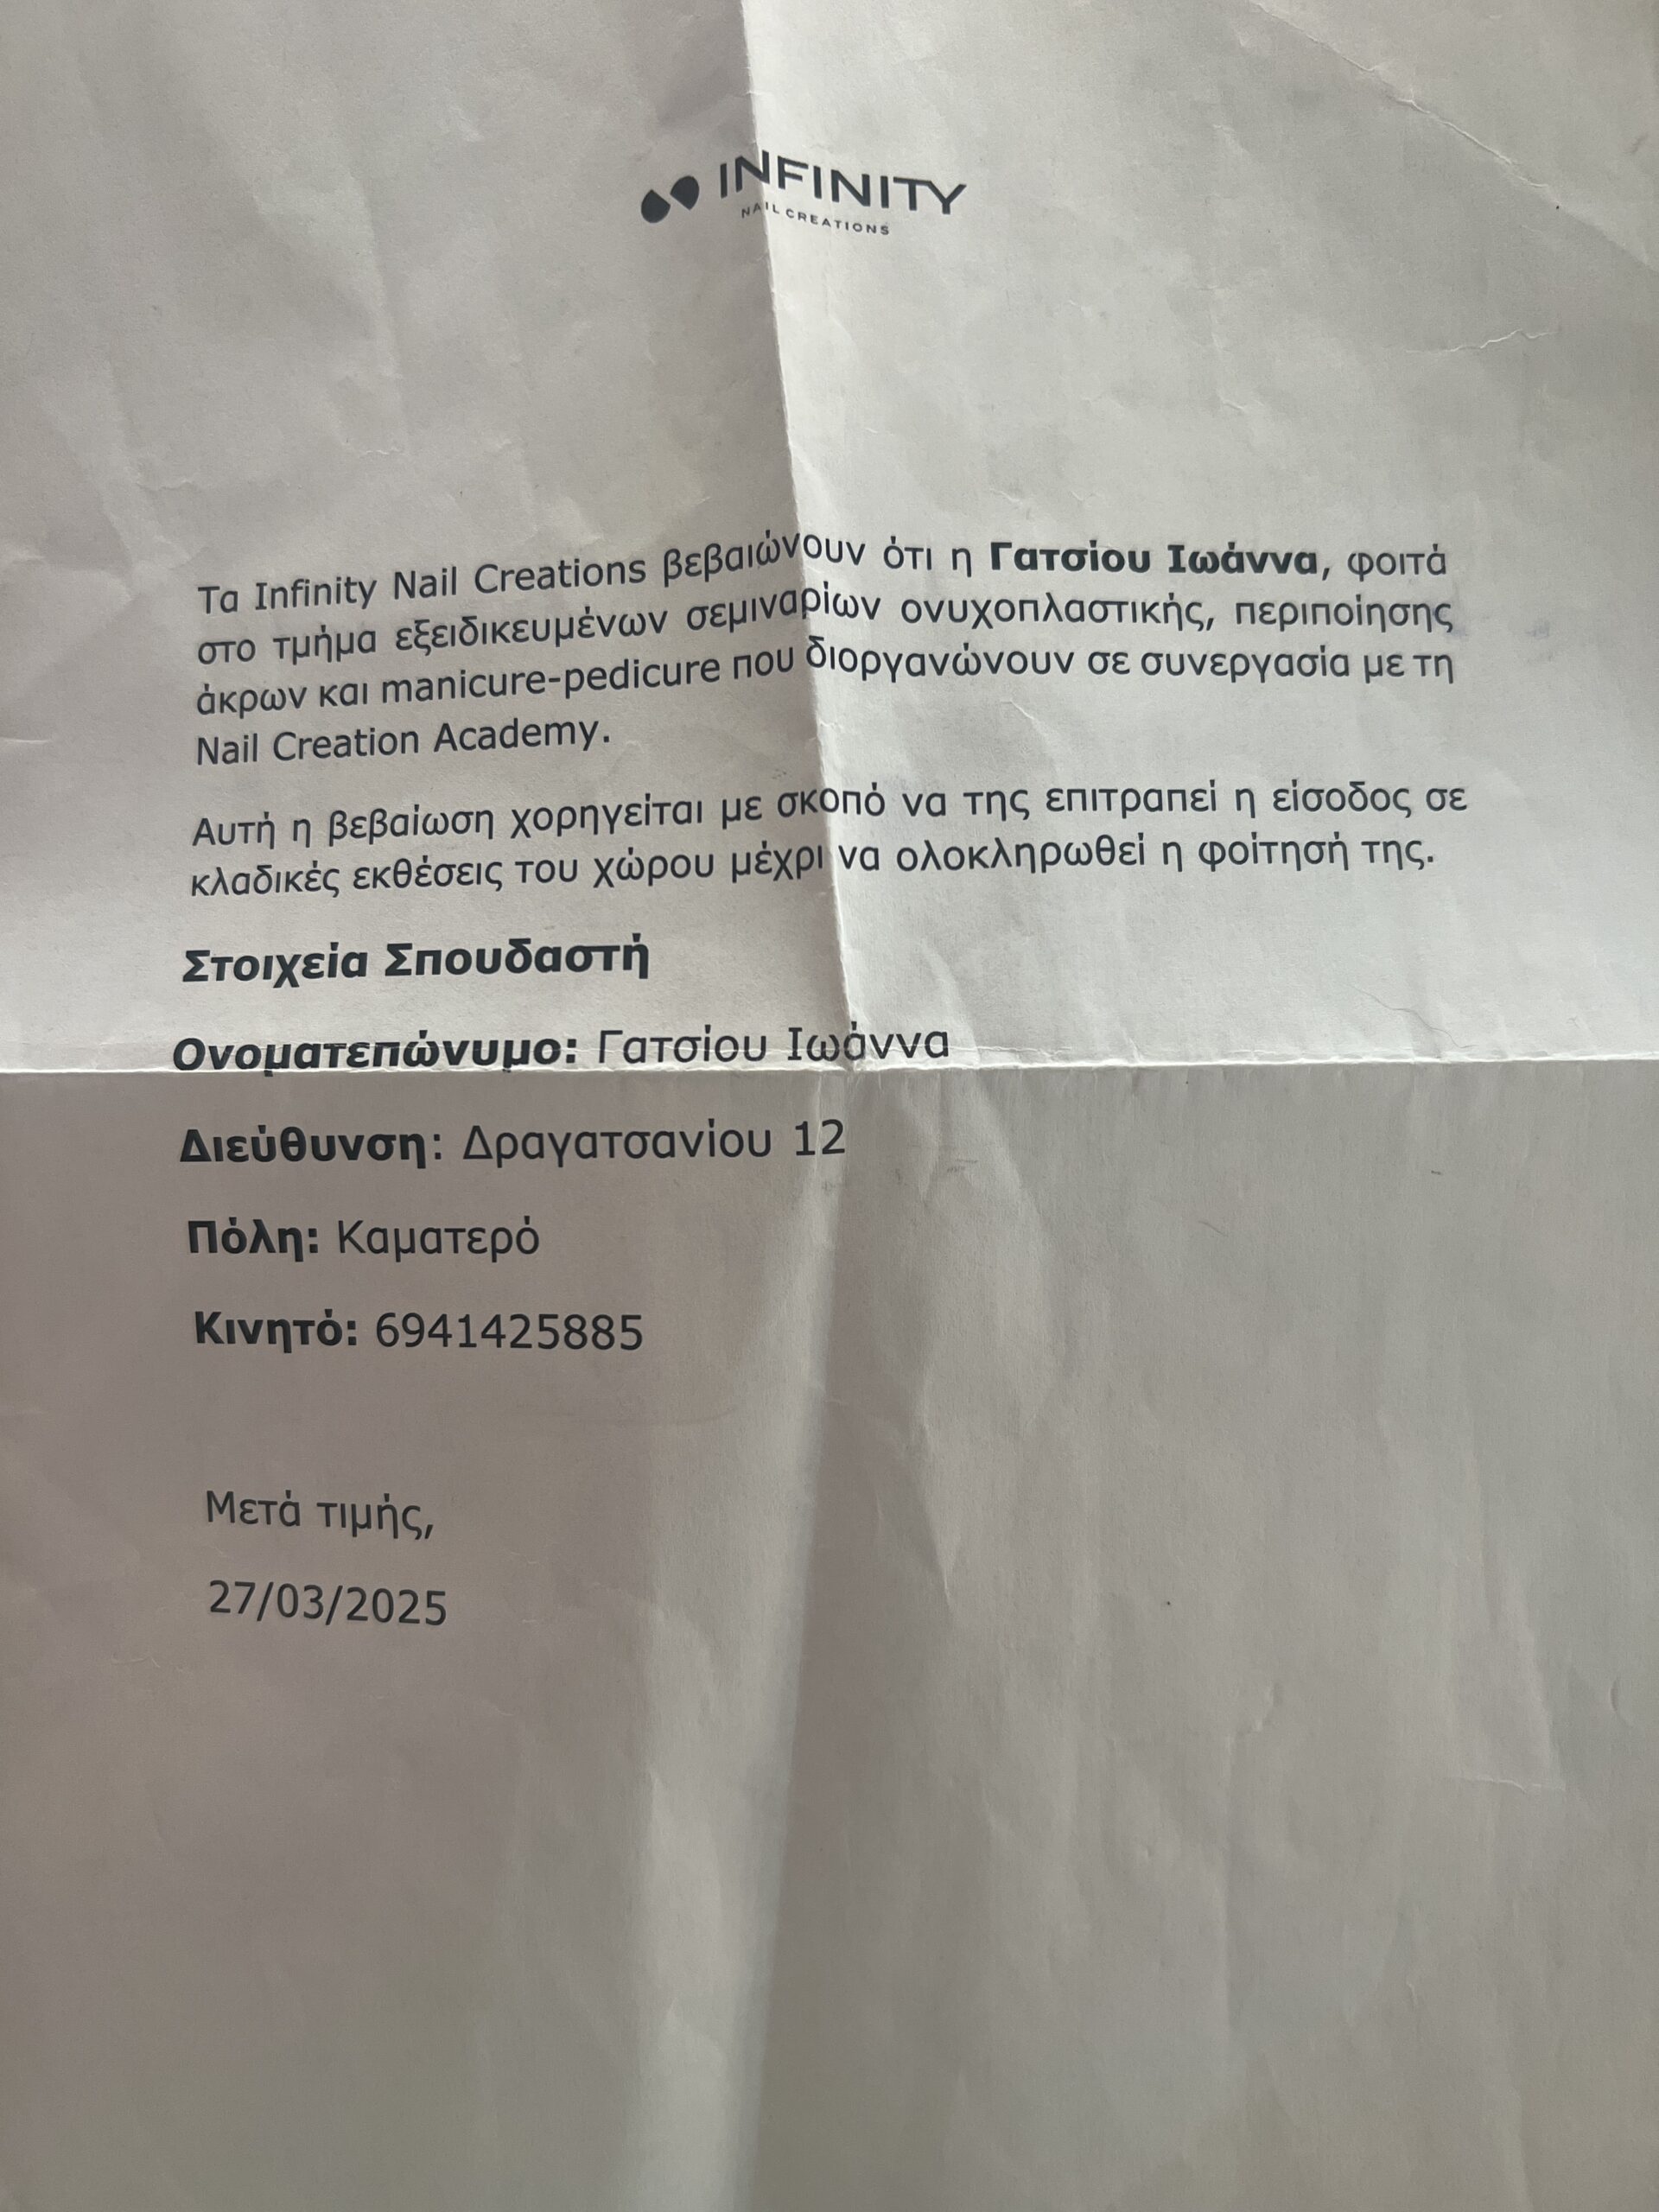 INFINITY
NAIL CREATIONS
Τα Infinity Nail Creations βεβαιώνουν ότι η Γατσίου Ιωάννα, φοιτά
στο τμήμα εξειδικευμένων σεμιναρίων ονυχοπλαστικής, περιποίησης
άκρων και manicure-pedicure που διοργανώνουν σε συνεργασία με τη
Nail Creation Academy.
Αυτή η βεβαίωση χορηγείται με σκοπό να της επιτραπεί η είσοδος σε
κλαδικές εκθέσεις του χώρου μέχρι να ολοκληρωθεί η φοίτησή της.
Στοιχεία Σπουδαστή
Ονοματεπώνυμο: Γατσίου Ιωάννα
Διεύθυνση: Δραγατσανίου 12
Πόλη: Καματερό
Κινητό: 6941425885
Μετά τιμής,
27/03/2025